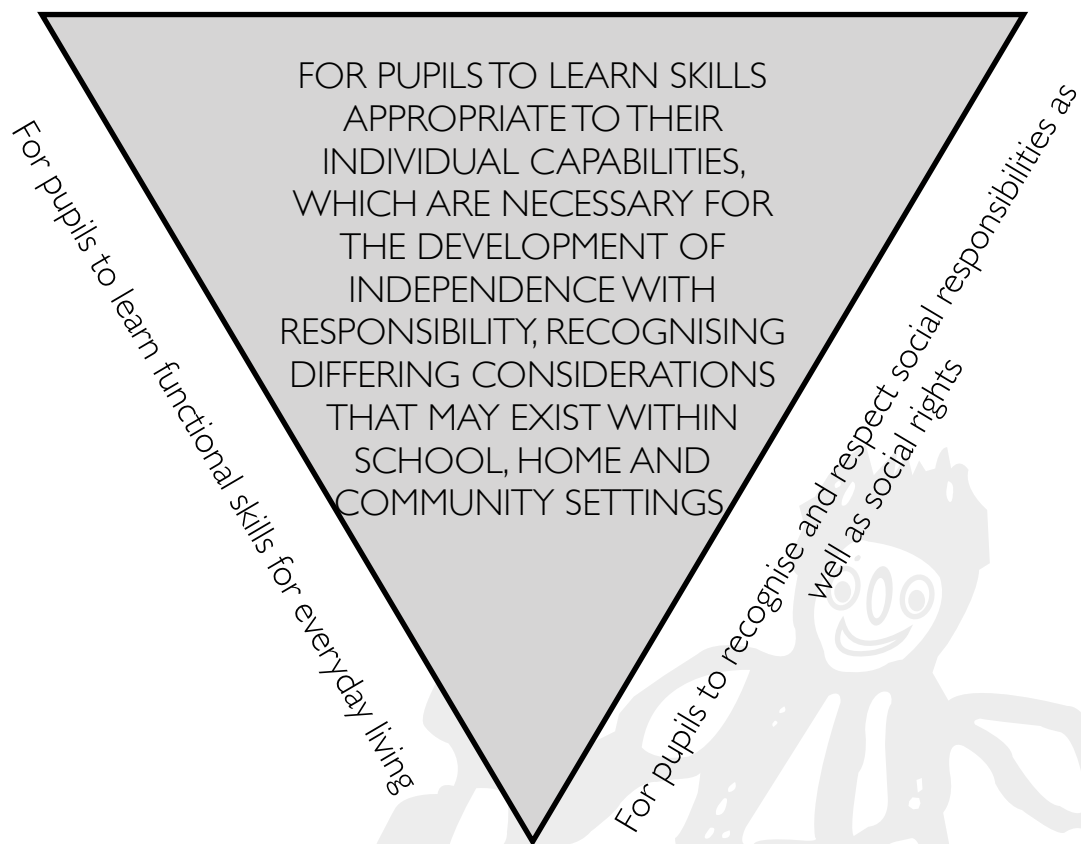 FOR PUPILS TO LEARN SKILLS
APPROPRIATE TO THEIR
INDIVIDUAL CAPABILITIES,
WHICH ARE NECESSARY FOR
THE DEVELOPMENT OF
INDEPENDENCE WITH
RESPONSIBILITY, RECOGNISING
DIFFERING CONSIDERATIONS
THAT MAY EXIST WITHIN
SCHOOL, HOME AND
COMMUNITY SETTINGS
For pupils to learn functional skills for everyday living
For pupils to recognise and respect social responsibilities as
well as social rights